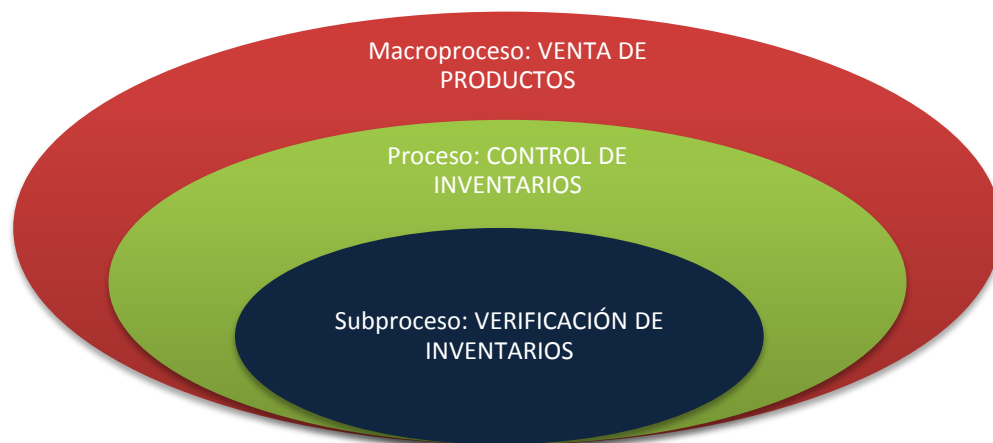 Macroproceso: VENTA DE
PRODUCTOS
Proceso: CONTROL DE
INVENTARIOS
Subproceso: VERIFICACIÓN DE
INVENTARIOS